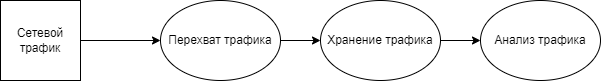 Сетевой
трафик
Перехват трафика
Хранение трафика
Анализ трафика